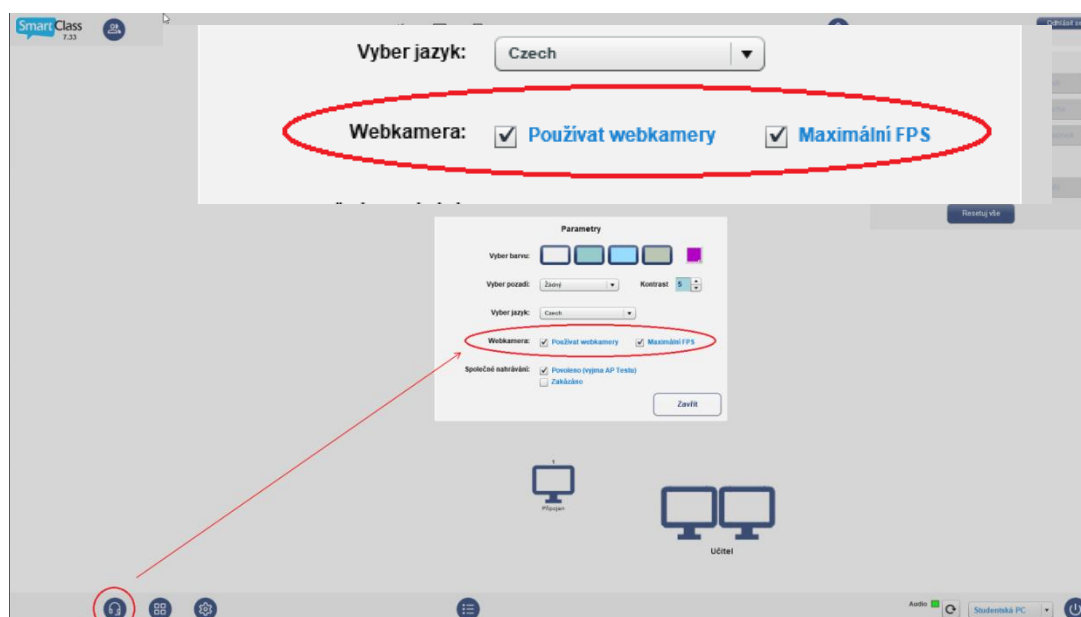 SmartClass
7.33
Odhlásit se
Vyber jazyk:
Czech
Webkamera:
Používat webkamery
Maximální FPS
Resetuj vše
Parametry
Vyber barvu:
Vyber pozadí:
Žádný
Kontrast
5
Vyber jazyk:
Czech
Webkamera:
Používat webkamery
Maximální FPS
Společné nahrávání:
Povoleno (vyjma AP Testu)
Zakázáno
Zavřít
1
Připojen
Učitel
Audio
Studentská PC